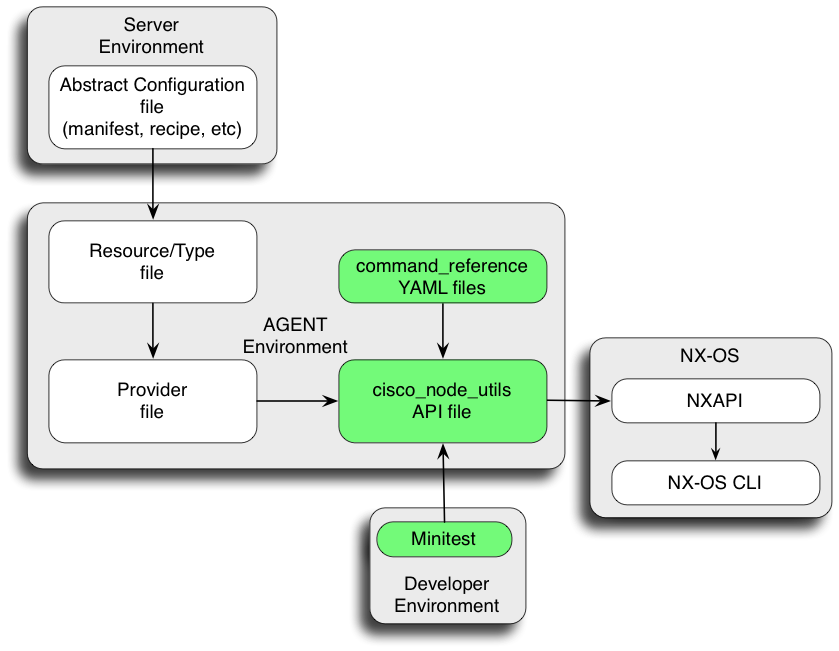 Server
Environment
Abstract Configuration
file
(manifest, recipe, etc)
Resource/Type
file
command_reference
YAML files
AGENT
Environment
Provider
file
cisco_node_utils
API file
NX-OS
NXAPI
NX-OS CLI
Minitest
Developer
Environment